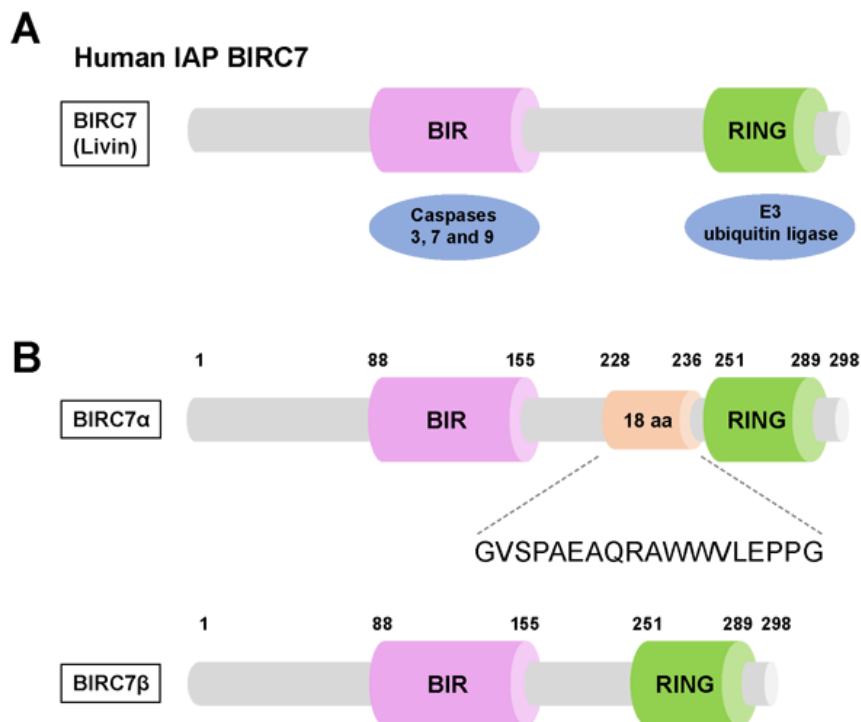 A
Human IAP BIRC7
BIRC7
(Livin)
BIR
RING
Caspases
3, 7 and 9
E3
ubiquitin ligase
B
1 88 155 228 236 251 289 298
BIRC7α
BIR
18 aa
RING
GVSPAEAQRAWWVLEPPG
1 88 155 251 289 298
BIRC7β
BIR
RING